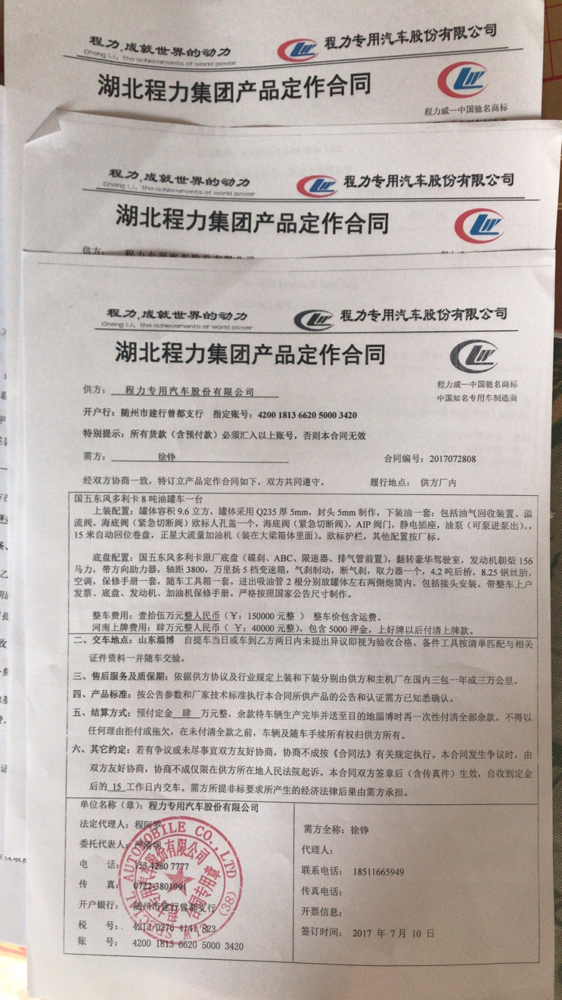 程力,成就世界的动力
Cheng Li, the achievements of world power
程力专用汽车股份有限公司
湖北程力集团产品定作合同
程力威—中国驰名商标
程力,成就世界的动力
Cheng Li, the achievements of world power
程力专用汽车股份有限公司
湖北程力集团产品定作合同
供方： 程力专用汽车股份有限公司
程力,成就世界的动力
Cheng Li, the achievements of world power
程力专用汽车股份有限公司
湖北程力集团产品定作合同
程力威—中国驰名商标
中国知名专用车制造商
供方： 程力专用汽车股份有限公司
开户行：随州市建行曾都支行 指定账号：4200 1813 6620 5000 3420
特别提示：所有货款（含预付款）必须汇入以上账号，否则本合同无效
需方： 徐铮 合同编号：2017072808
经双方协商一致，特订立产品定作合同如下，双方共同遵守。 履行地点： 供方厂内
国五东风多利卡 8 吨油罐车一台
上装配置：罐体容积 9.6 立方，罐体采用 Q235 厚 5mm，封头 5mm 制作，下装油一套：包括油气回收装置、溢
流阀，海底阀（紧急切断阀）欧标人孔盖一个，海底阀（紧急切断阀），AIP 阀门，静电插座，油泵（可泵进泵出）。，
15 米自动回位卷盘，正星大流量加油机（装在大梁箱体里面）。欧标护栏，其他配置按厂标。
底盘配置：国五东风多利卡原厂底盘（碟刹、ABC、限速器、排气管前置），翻转豪华驾驶室，发动机朝柴 156
马力，带方向助力器，轴距 3800，万里扬 5 档变速箱，气刹制动，断气刹，取力器一个，4.2 吨后桥，8.25 钢丝胎，
空调，保修手册一套，随车工具箱一套。进出吸油管 2 根分别放罐体左右两侧炮筒内，包括接头安装。带整车上户
发票、底盘、发动机、加油机保修手册。严格按照国家公告尺寸制作。
整车费用：壹拾伍万元整人民币（￥：150000 元整 ） 整车价包含运费。
河南上牌费用：肆万元整人民币（ ￥：40000 元整），包含 5000 押金，上好牌以后付清上牌款。
二、交车地点：山东淄博 自提车当日或车到乙方两日内未提出异议即视为验收合格。备件工具按清单匹配与相关
证件资料一并随车交验。
三、售后服务及质保期：依据供方协议及行业规定上装和下装分别由供方和主机厂在国内三包一年或三万公里。
四、产品标准：按公告参数和厂家技术标准执行本合同所供产品的公告和认证需方已知悉确认。
五、结算方式：预付定金 肆 万元整，余款待车辆生产完毕并送至目的地淄博时再一次性付清全部余款。不得以
任何理由拒付或拖欠，在未付清全款之前，车辆及随车手续所有权归供方所有。
六、其它约定：若有争议或未尽事宜双方友好协商，协商不成按《合同法》有关规定执行。本合同发生争议时，由
双方友好协商，协商不成仅限在供方所在地人民法院起诉。本合同双方签章后（含传真件）生效，自收到定金
后的 15 工作日内交车。需方所提非标要求所产生的经济法律后果由需方承担。
单位名称（章）：程力专用汽车股份有限公司
法定代理人：程阿罗
委托代表人：严清明
电 话： 153 4280 7777
传 真： 0722-3801991
开户银行： 随州市建行曾都支行
税 号： 4213 0276 4141 823
账 号： 4200 1813 6620 5000 3420
需方全称：徐铮
代理人：
联系电话： 18511665949
传真电话：
开票信息：
签订时间： 2017 年 7 月 10 日
合同专用章
(38)